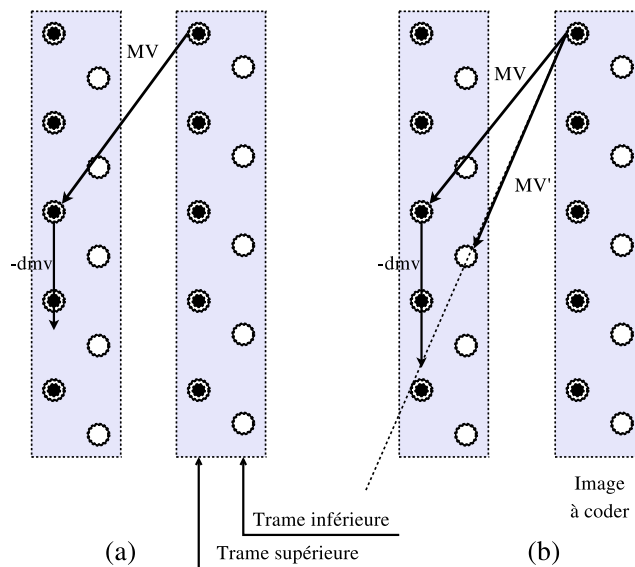 MV
-dmv
MV
MV'
-dmv
Trame inférieure
Trame supérieure
Image
à coder
(a)
(b)